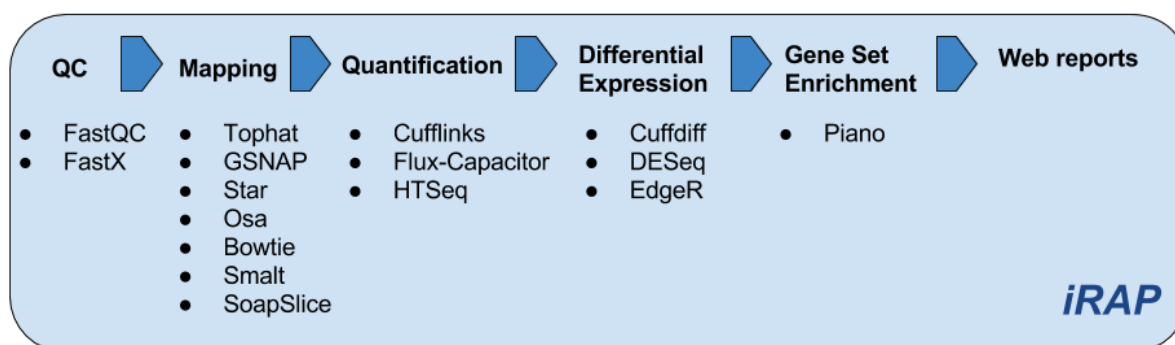 QC
Mapping
Quantification
Differential
Expression
Gene Set
Enrichment
Web reports
● FastQC
● FastX
● Tophat
● GSNAP
● Star
● Osa
● Bowtie
● Smalt
● SoapSlice
● Cufflinks
● Flux-Capacitor
● HTSeq
● Cuffdiff
● DESeq
● EdgeR
● Piano
iRAP